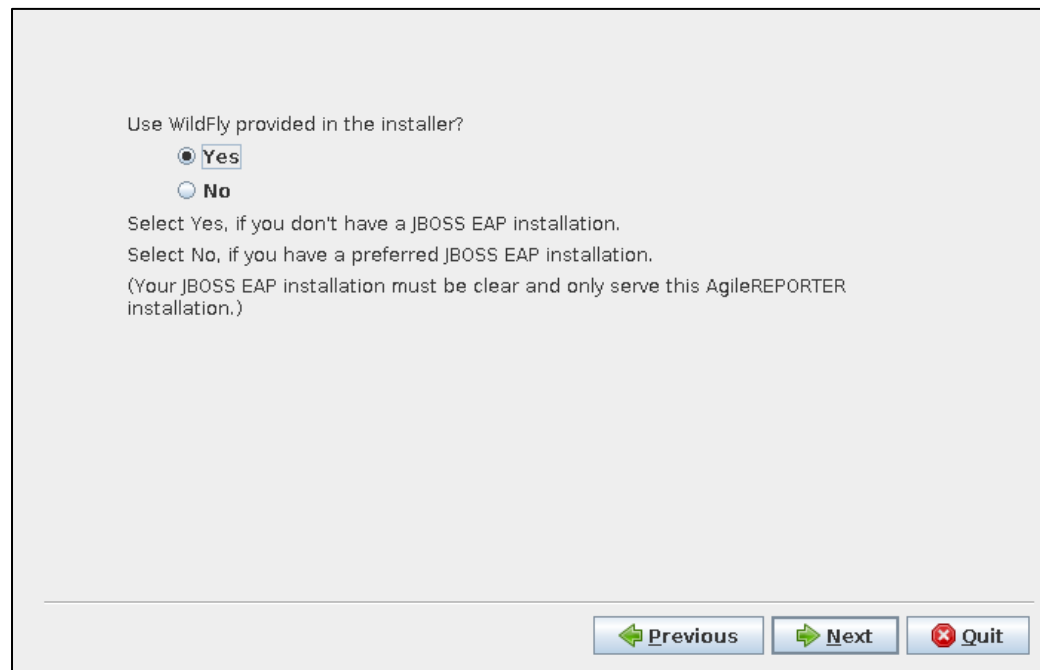 Use WildFly provided in the installer?
Yes
No
Select Yes, if you don't have a JBOSS EAP installation.
Select No, if you have a preferred JBOSS EAP installation.
(Your JBOSS EAP installation must be clear and only serve this AgileREPORTER
installation.)
Previous Next Quit